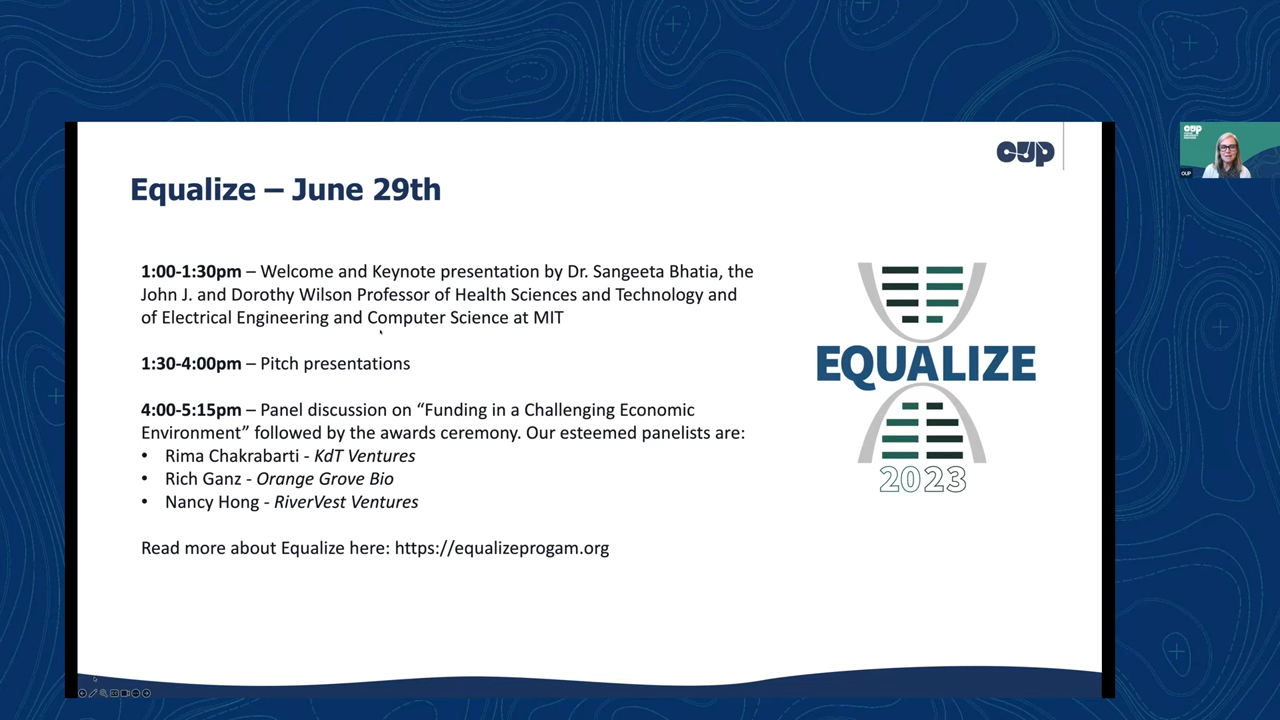 CUP
Equalize – June 29th
1:00-1:30pm – Welcome and Keynote presentation by Dr. Sangeeta Bhatia, the
John J. and Dorothy Wilson Professor of Health Sciences and Technology and
of Electrical Engineering and Computer Science at MIT
1:30-4:00pm – Pitch presentations
4:00-5:15pm – Panel discussion on “Funding in a Challenging Economic
Environment” followed by the awards ceremony. Our esteemed panelists are:
• Rima Chakrabarti - KdT Ventures
• Rich Ganz - Orange Grove Bio
• Nancy Hong - RiverVest Ventures
Read more about Equalize here: https://equalizeprogam.org
EQUALIZE
2023
OUP
OUP